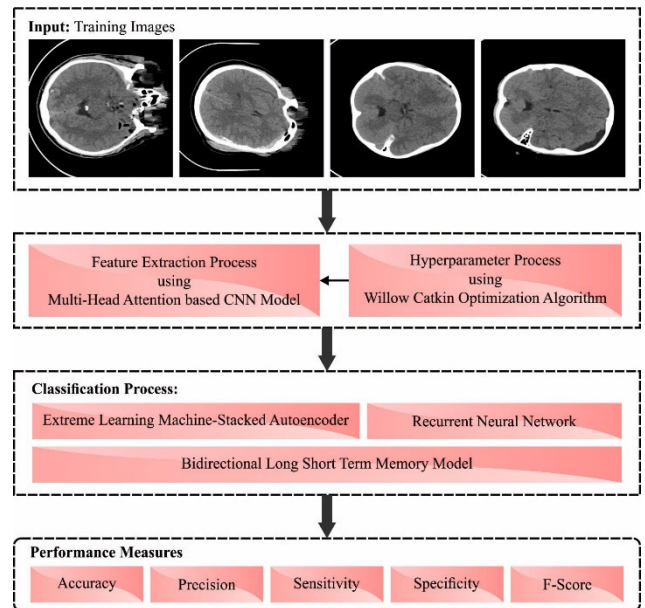 Input: Training Images
Feature Extraction Process
using
Multi-Head Attention based CNN Model
Hyperparameter Process
using
Willow Catkin Optimization Algorithm
Classification Process:
Extreme Learning Machine-Stacked Autoencoder
Recurrent Neural Network
Bidirectional Long Short Term Memory Model
Performance Measures
Accuracy
Precision
Sensitivity
Specificity
F-Score